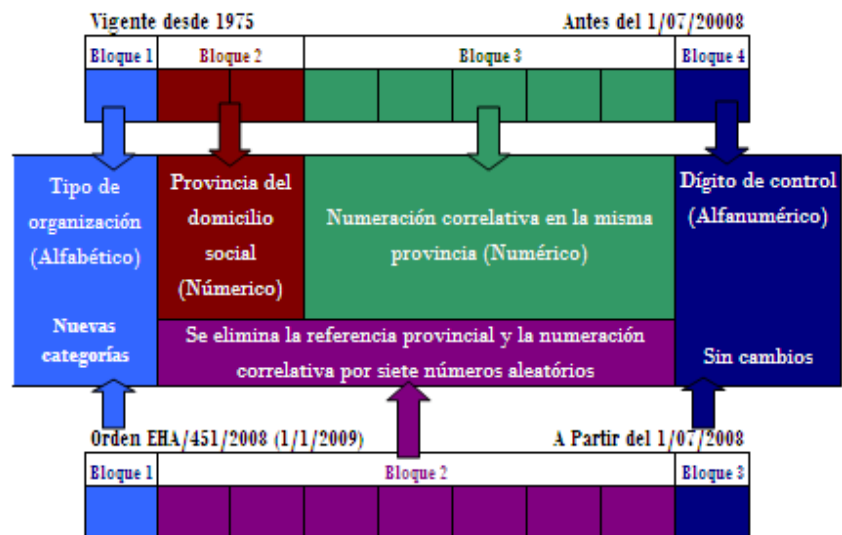 Vigente desde 1975 Antes del 1/07/20008
Bloque 1 Bloque 2 Bloque 3 Bloque 4
Tipo de
organización
(Alfabético)
Provincia del
domicilio
social
(Númerico)
Numeración correlativa en la misma
provincia (Numérico)
Dígito de control
(Alfanumérico)
Nuevas
categorías
Se elimina la referencia provincial y la numeración
correlativa por siete números aleatórios
Sin cambios
Orden EHA/451/2008 (1/1/2009) A Partir del 1/07/2008
Bloque 1 Bloque 2 Bloque 3